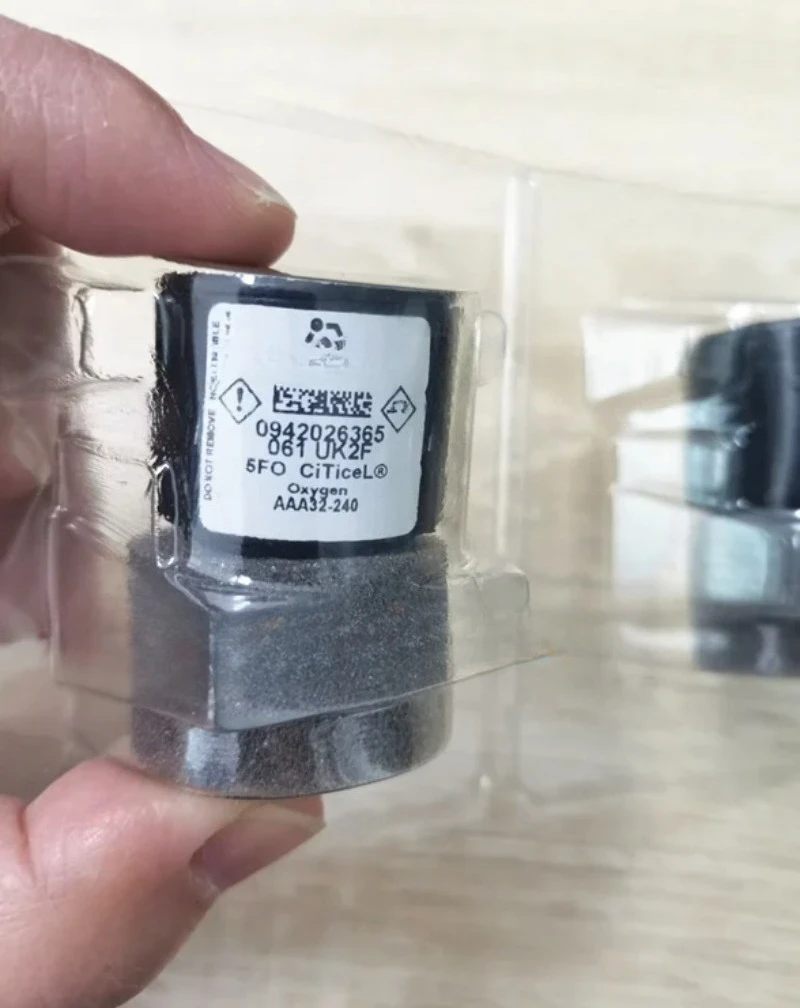 0942026365
061 UK2F
5FO CiTiceL®
Oxygen
AAA32-240
DO NOT REMOVE